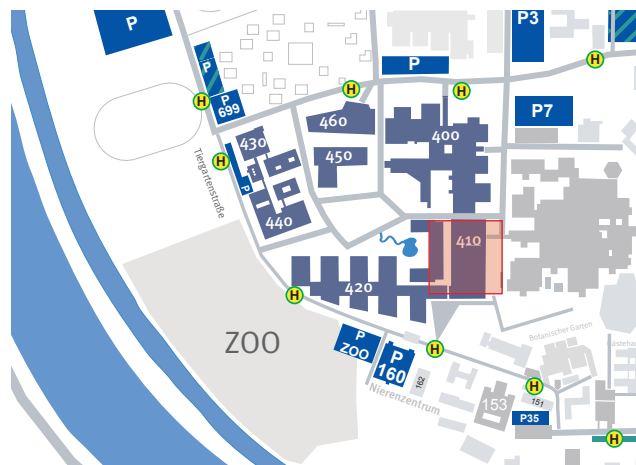 P
P3
P
P
H
H
H
P
699
H
460
400
P7
430
450
H
Tiergartenstraße
P
440
410
420
H
Botanischer Garten
ZOO
P
ZOO
P
160
H
Gästehaus
162
Nierenzentrum
H
153
151
P35
H